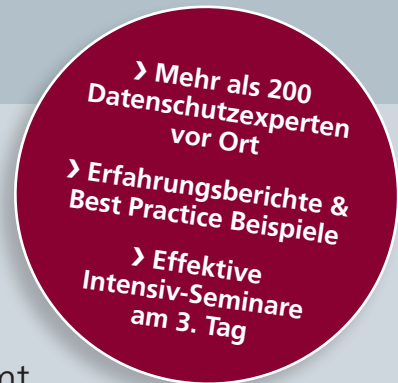 ❯ Mehr als 200
Datenschutzexperten
vor Ort
❯ Erfahrungsberichte &
Best Practice Beispiele
❯ Effektive
Intensiv-Seminare
am 3. Tag